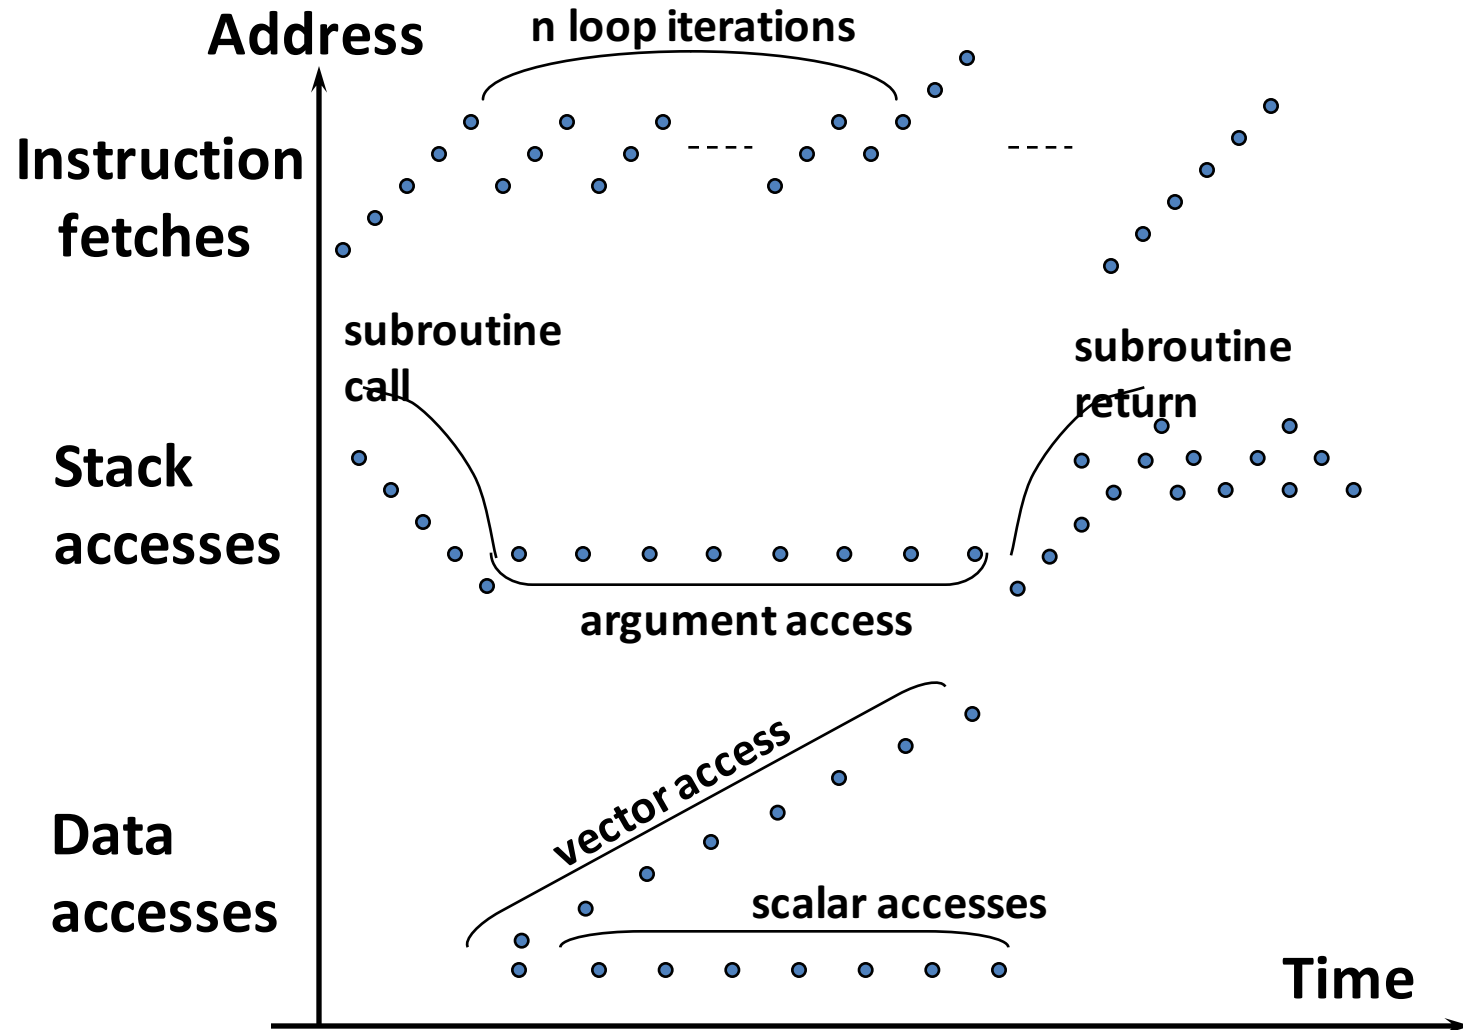 Address
n loop iterations
Instruction
fetches
subroutine
call
subroutine
return
Stack
accesses
argument access
vector access
Data
accesses
scalar accesses
Time